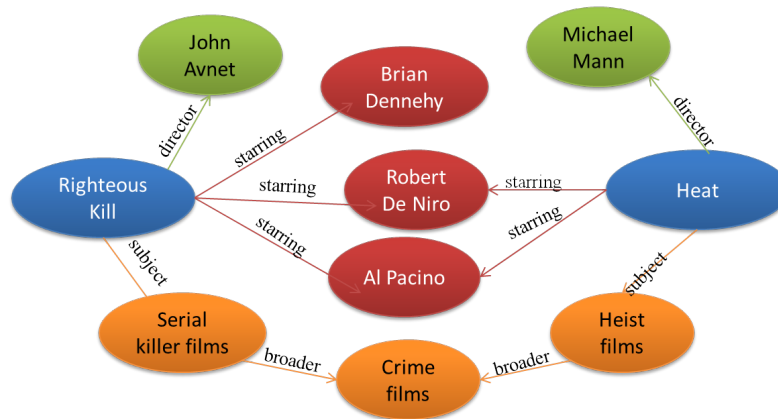 John
Avnet
Michael
Mann
Brian
Dennehy
director
director
starring
Righteous
Kill
starring
Robert
De Niro
starring
Heat
starring
starring
subject
Al Pacino
subject
Serial
killer films
Heist
films
broader
Crime
films
broader